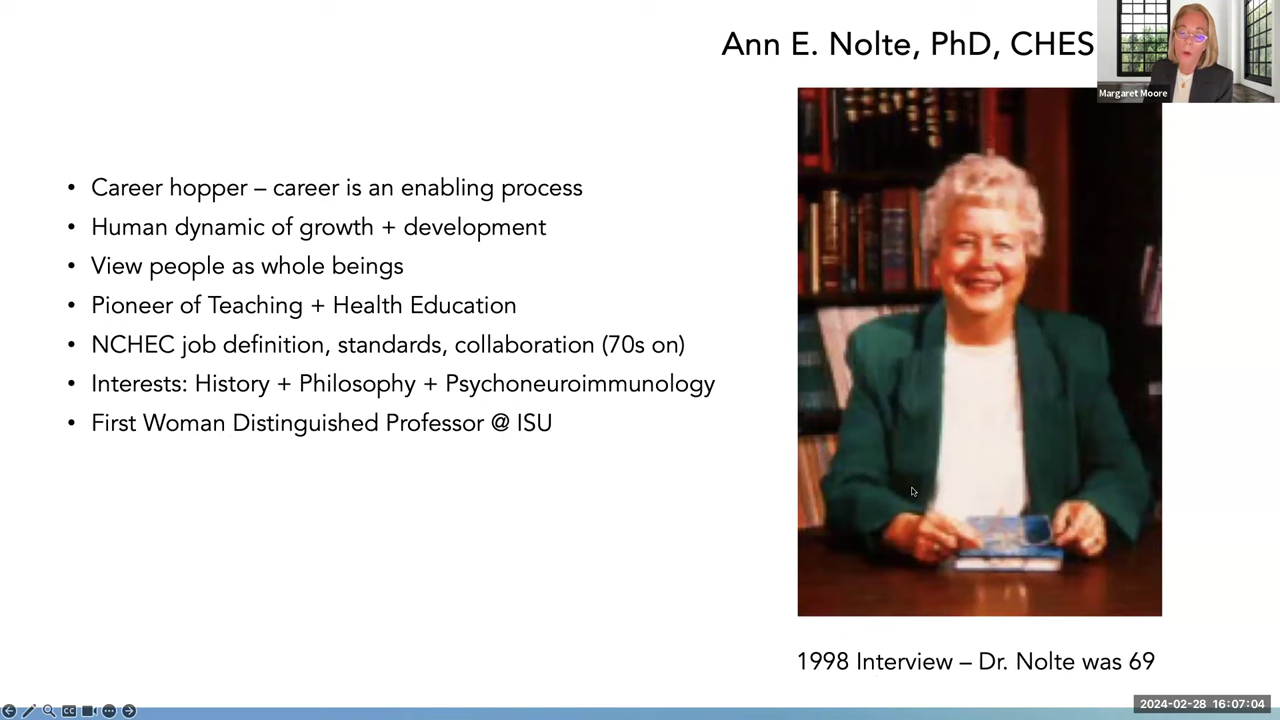 Ann E. Nolte, PhD, CHES
Margaret Moore
• Career hopper – career is an enabling process
• Human dynamic of growth + development
• View people as whole beings
• Pioneer of Teaching + Health Education
• NCHEC job definition, standards, collaboration (70s on)
• Interests: History + Philosophy + Psychoneuroimmunology
• First Woman Distinguished Professor @ ISU
1998 Interview – Dr. Nolte was 69
CC
2024-02-28 16:07:04